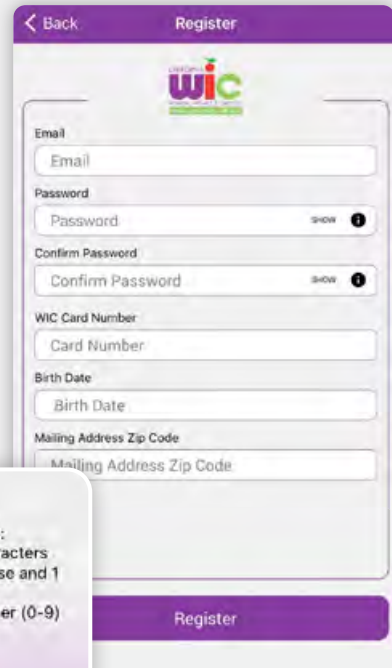 Back Register
CALIFORNIA
wic
Email
Email
Password
Password SHOW
Confirm Password
Confirm Password SHOW
WIC Card Number
Card Number
Birth Date
Birth Date
Mailing Address Zip Code
Mailing Address Zip Code
:
acters
se and 1
er (0-9)
Register